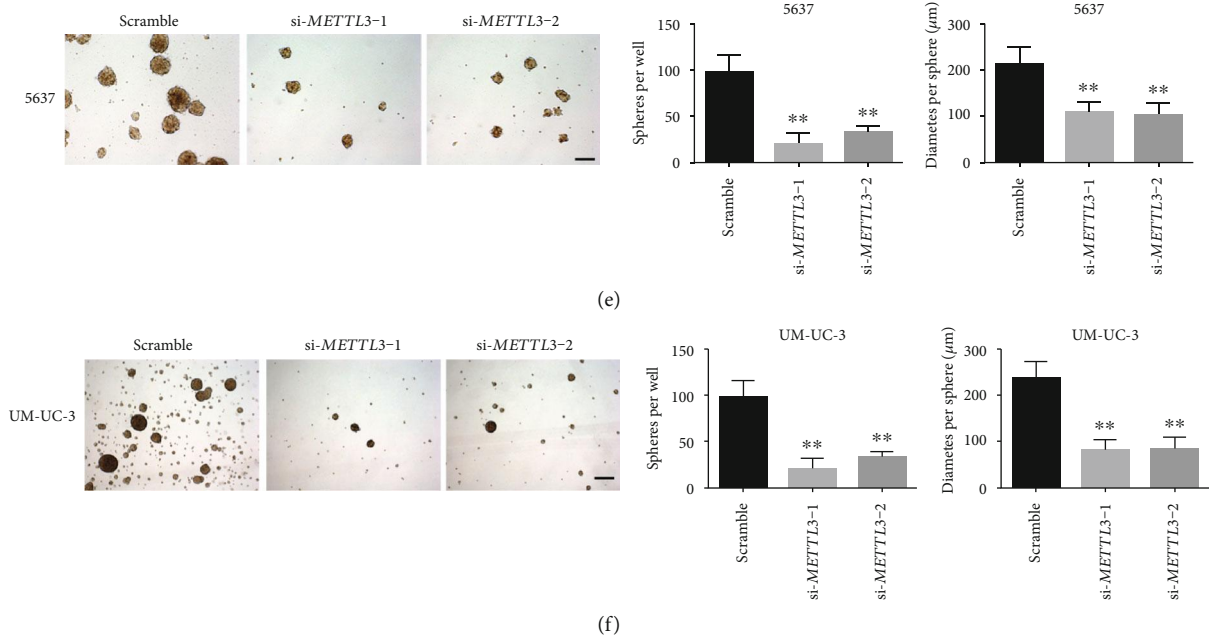 Scramble
si-METTL3-1
si-METTL3-2
5637
5637
150
100
50
0
Spheres per well
Scramble
si-METTL3-1
si-METTL3-2
5637
300
200
100
0
Diametes per sphere (μm)
Scramble
si-METTL3-1
si-METTL3-2
**
**
**
**
(e)
Scramble
si-METTL3-1
si-METTL3-2
UM-UC-3
UM-UC-3
150
100
50
0
Spheres per well
Scramble
si-METTL3-1
si-METTL3-2
**
**
UM-UC-3
300
200
100
0
Diametes per sphere (μm)
Scramble
si-METTL3-1
si-METTL3-2
**
**
(f)